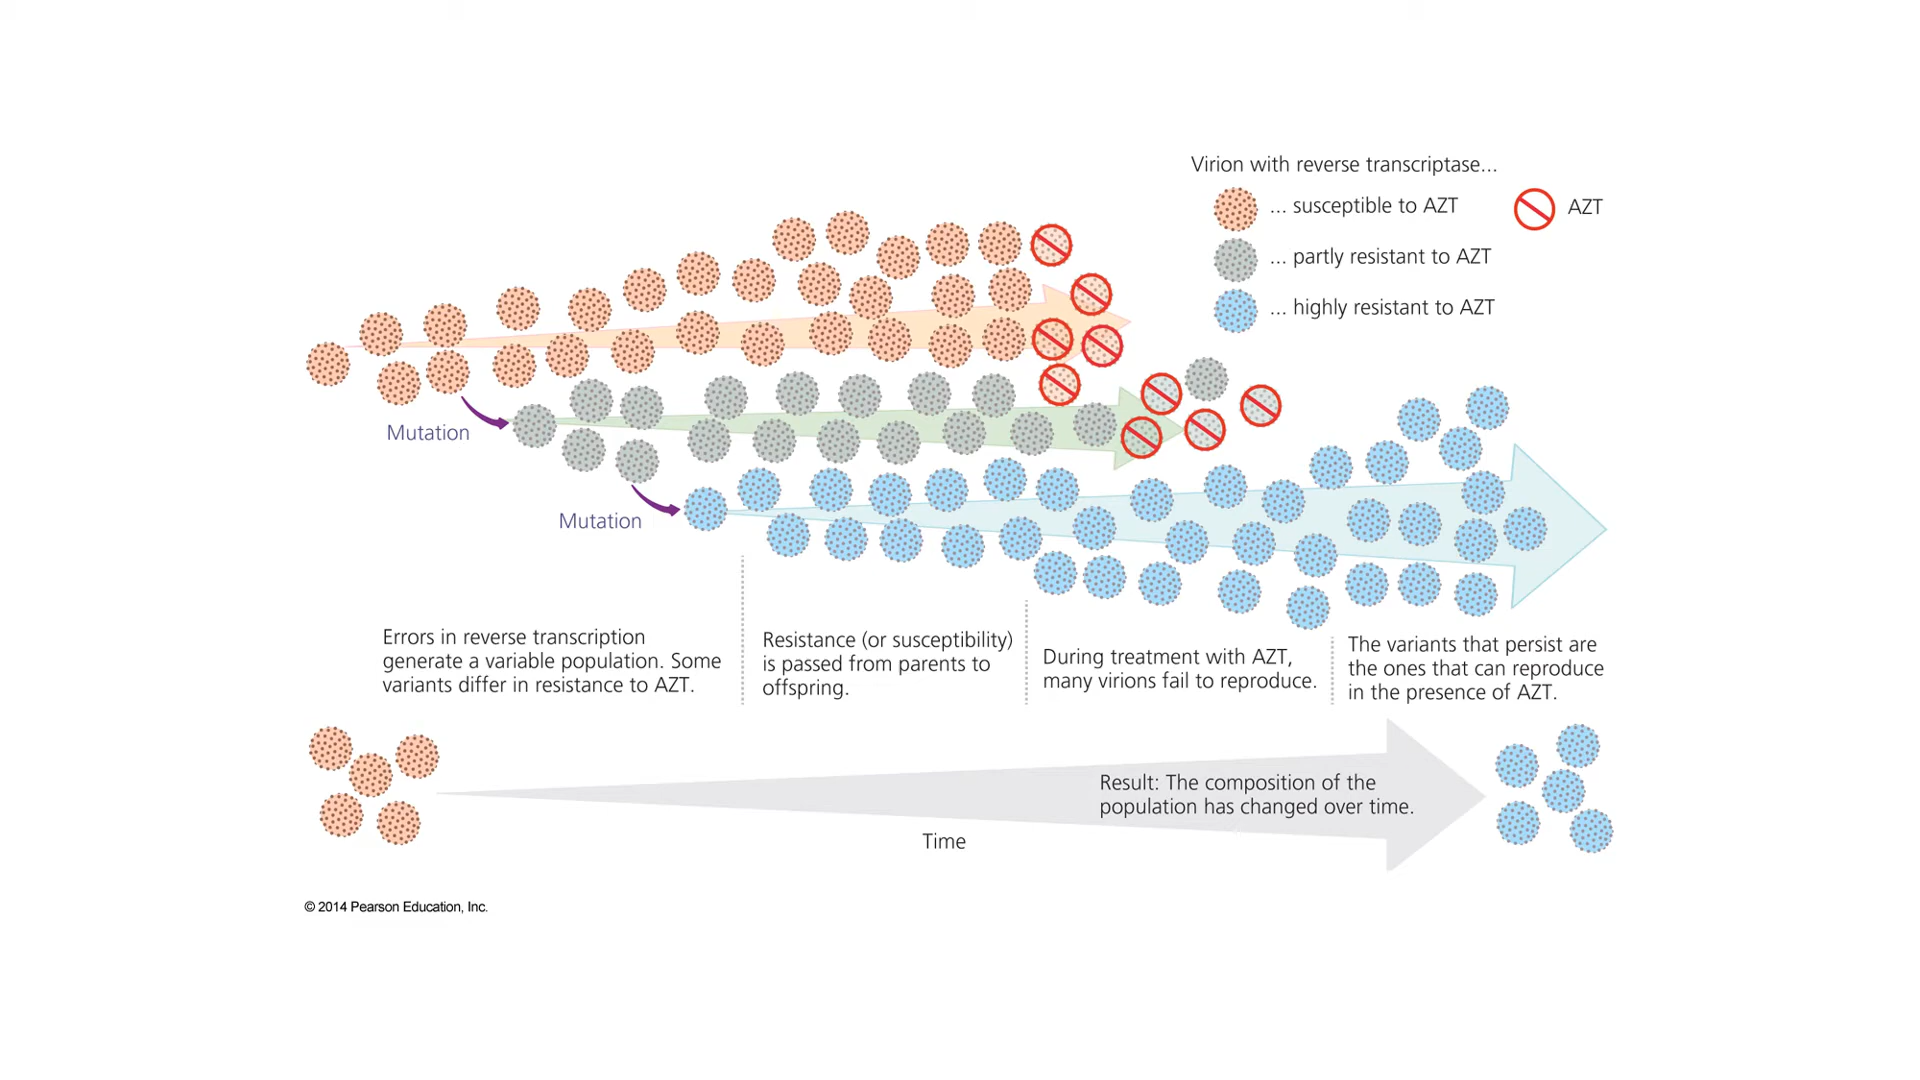 Virion with reverse transcriptase...
... susceptible to AZT
AZT
... partly resistant to AZT
... highly resistant to AZT
Mutation
Mutation
Errors in reverse transcription
generate a variable population. Some
variants differ in resistance to AZT.
Resistance (or susceptibility)
is passed from parents to
offspring.
During treatment with AZT,
many virions fail to reproduce.
The variants that persist are
the ones that can reproduce
in the presence of AZT.
Result: The composition of the
population has changed over time.
Time
© 2014 Pearson Education, Inc.